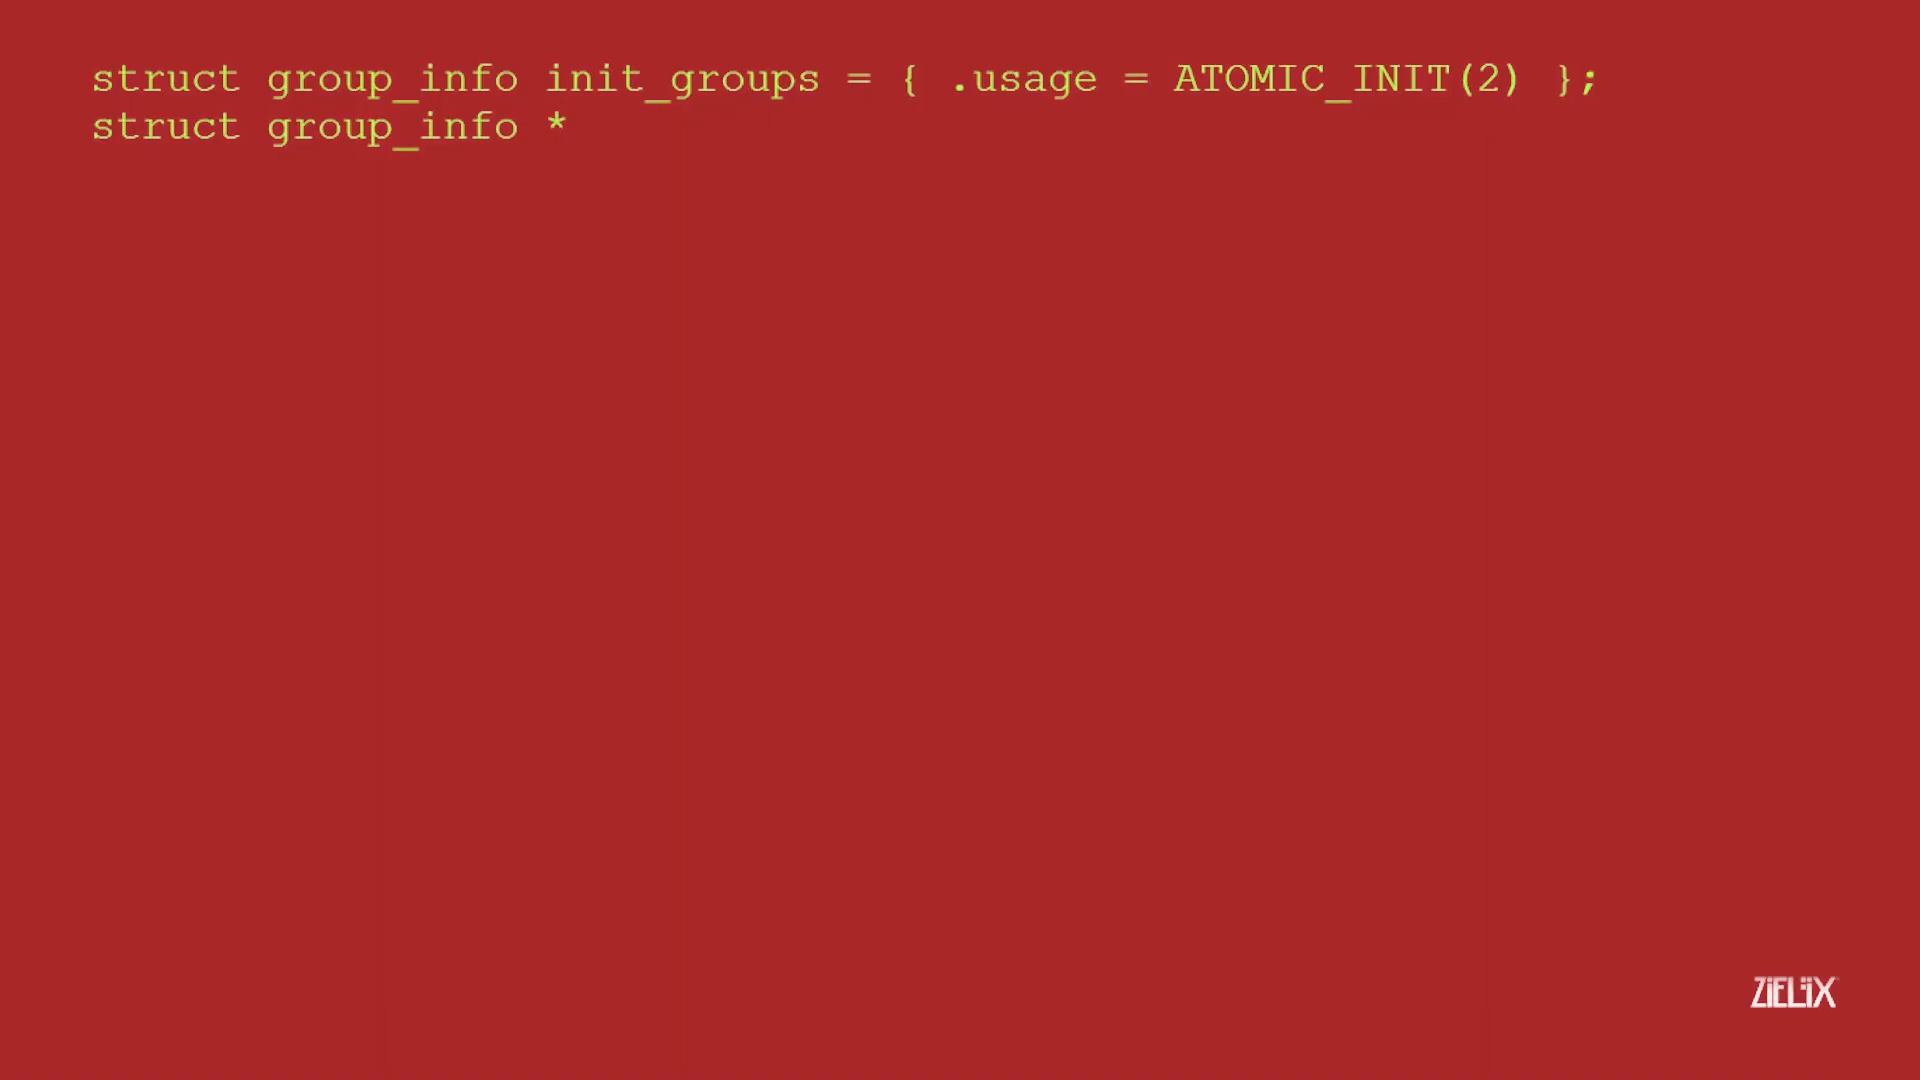 struct group_info init_groups = { .usage = ATOMIC_INIT(2) };
struct group_info *
ZIELIX